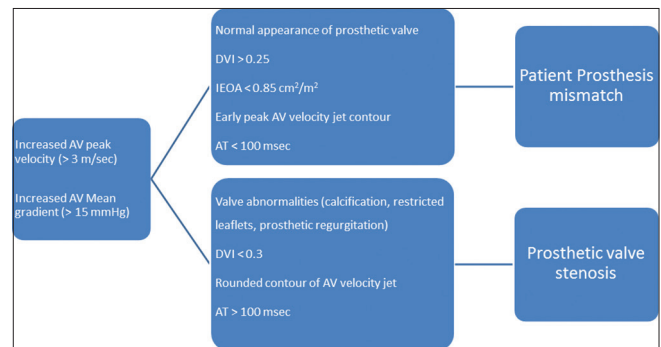 Increased AV peak
velocity (> 3 m/sec)
Increased AV Mean
gradient (> 15 mmHg)
Normal appearance of prosthetic valve
DVI > 0.25
IEOA < 0.85 cm²/m²
Early peak AV velocity jet contour
AT < 100 msec
Patient Prosthesis
mismatch
Valve abnormalities (calcification, restricted
leaflets, prosthetic regurgitation)
DVI < 0.3
Rounded contour of AV velocity jet
AT > 100 msec
Prosthetic valve
stenosis